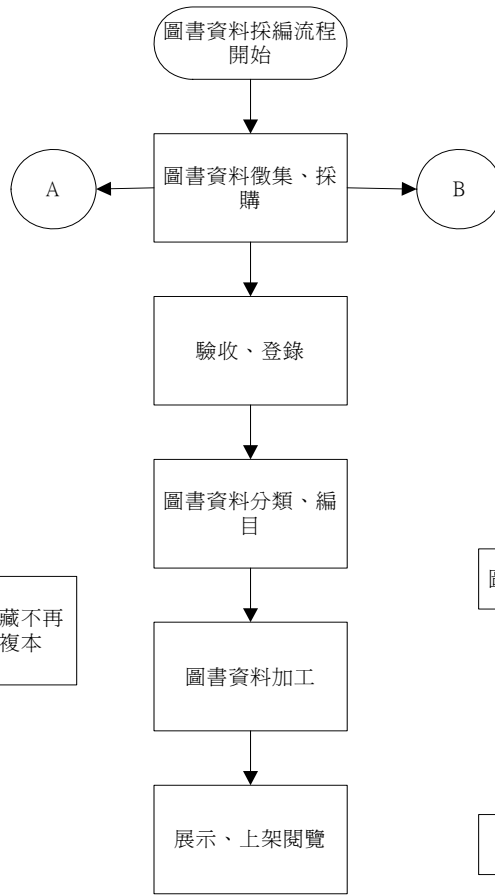 圖書資料採編流程
開始
A
圖書資料徵集、採
購
B
驗收、登錄
圖書資料分類、編
目
藏不再
複本
圖
圖書資料加工
展示、上架閱覽